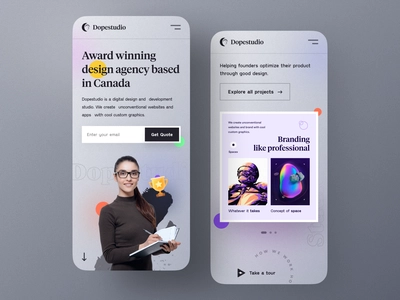 Dopestudio
Award winning
design agency based
in Canada
Dopestudio is a digital design and development
studio. We create unconventional websites and
apps with cool custom graphics.
Enter your email
Get Quote
Dopestudio
Helping founders optimize their product
through good design.
Explore all projects →
We create unconventional
websites and brand with cool
custom graphics.
Branding
like professional
Spaces
Whatever it takes
Concept of space
Take a tour